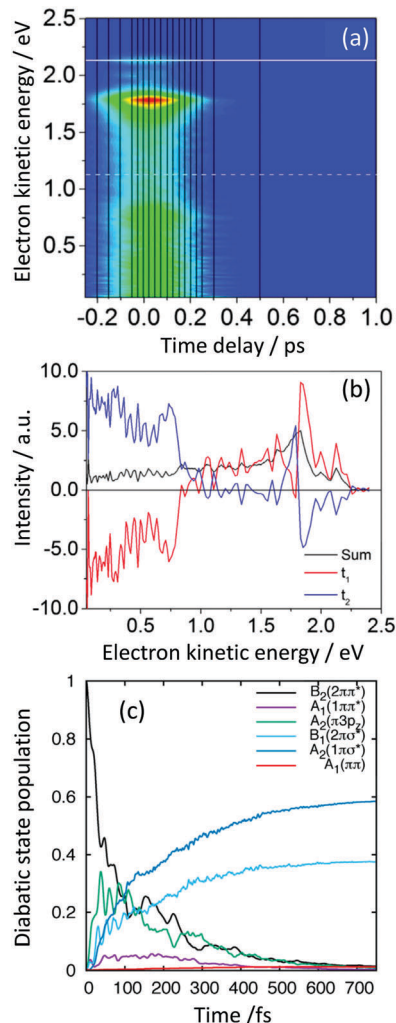 2.5
2.0
1.5
1.0
0.5
Electron kinetic energy / eV
(a)
-0.2 0.0 0.2 0.4 0.6 0.8 1.0
Time delay / ps
10.0
5.0
0.0
-5.0
-10.0
Intensity / a.u.
(b)
Sum
t₁
t₂
0.5 1.0 1.5 2.0 2.5
Electron kinetic energy / eV
1
0.8
0.6
0.4
0.2
0
Diabatic state population
(c)
B₂(2ππ*)
A₁(1ππ*)
A₂(π3p_z)
B₁(2πσ*)
A₂(1πσ*)
A₁(ππ)
0 100 200 300 400 500 600 700
Time /fs